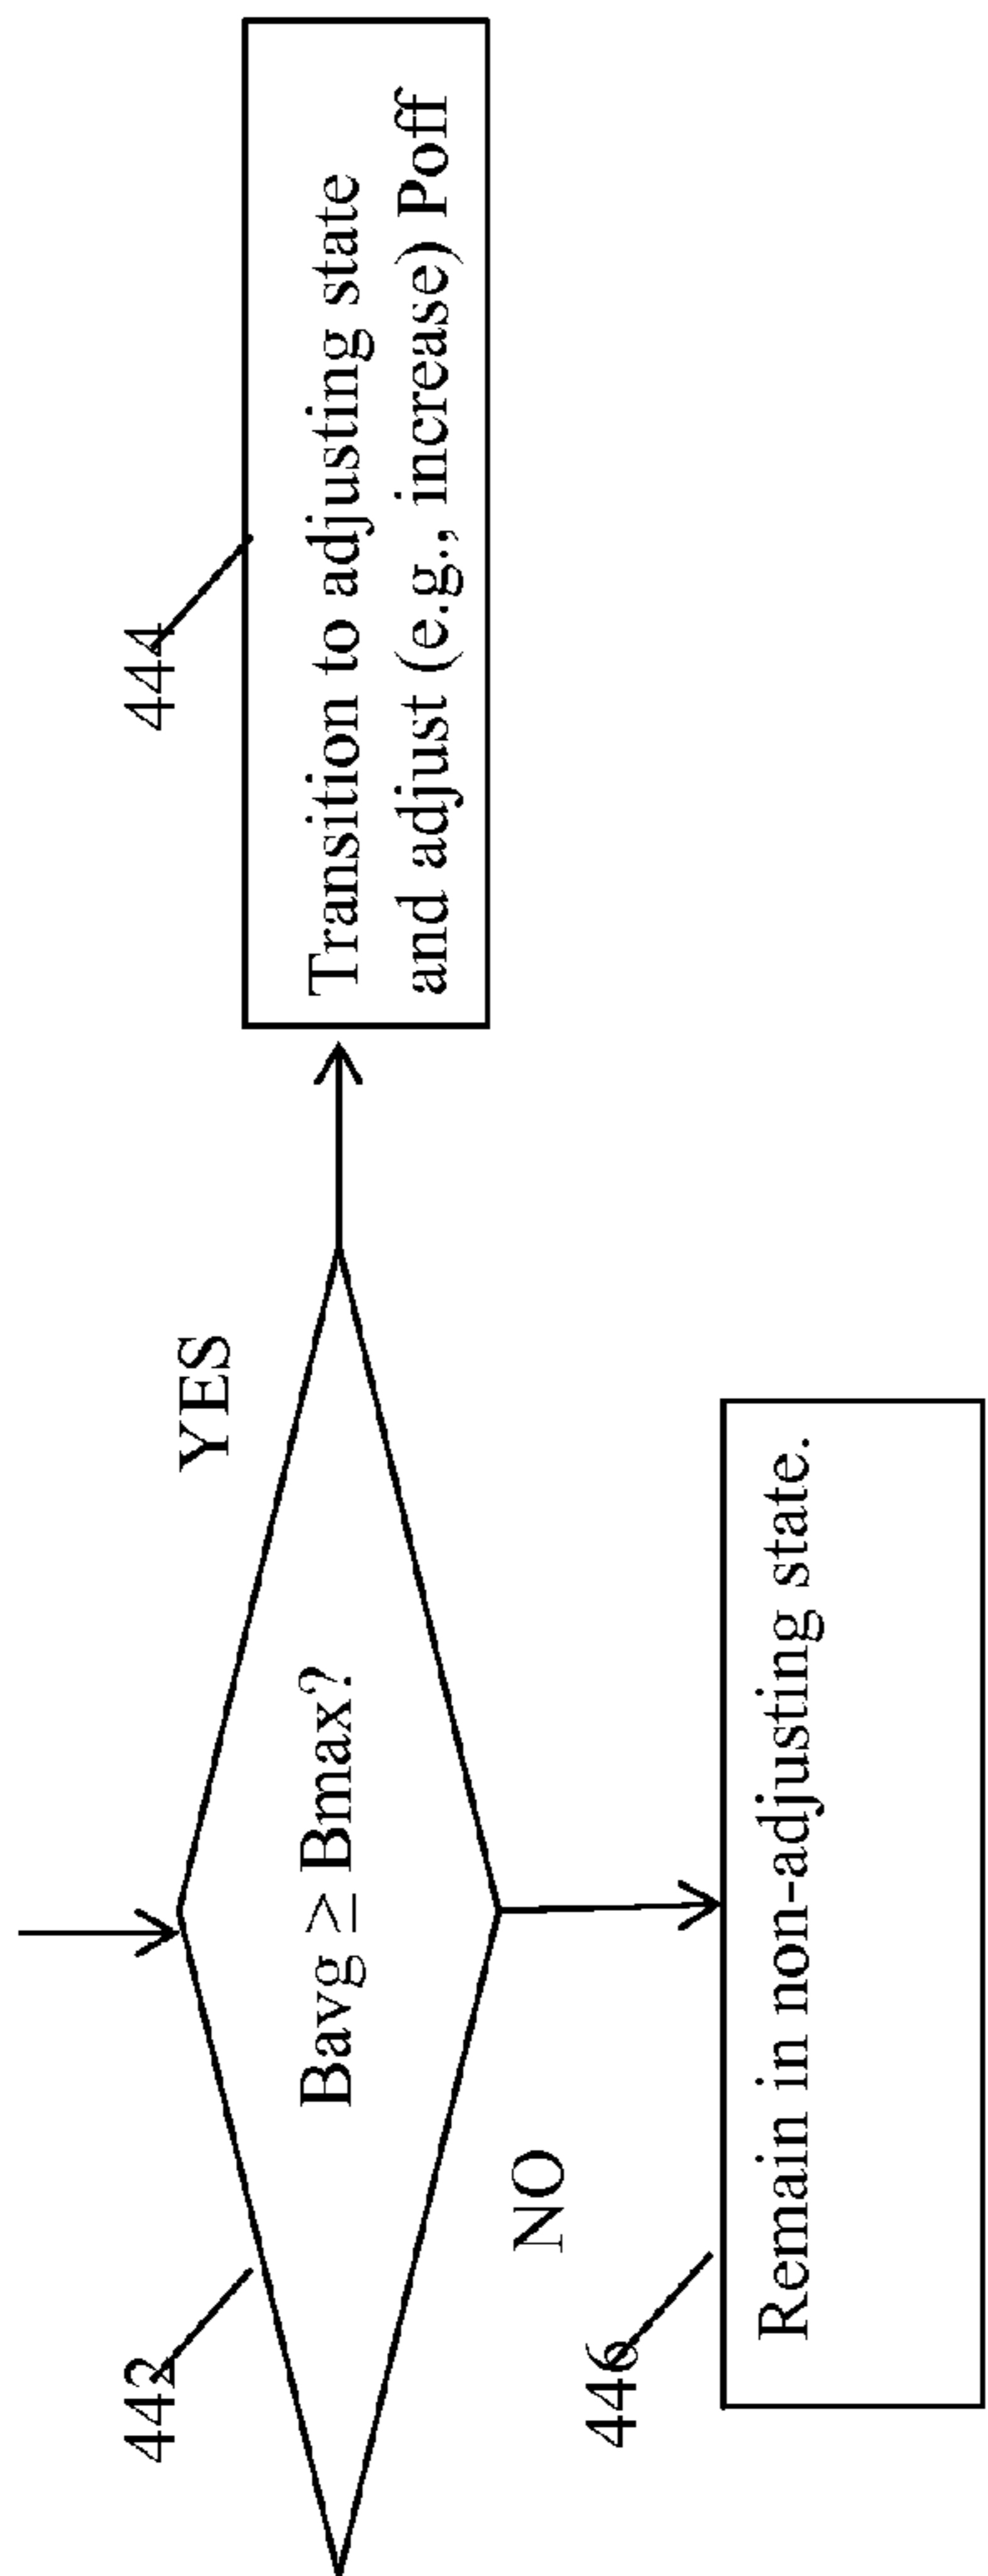 442
Bavg ≥ Bmax?
YES
444
Transition to adjusting state
and adjust (e.g., increase) Poff
NO
446
Remain in non-adjusting state.